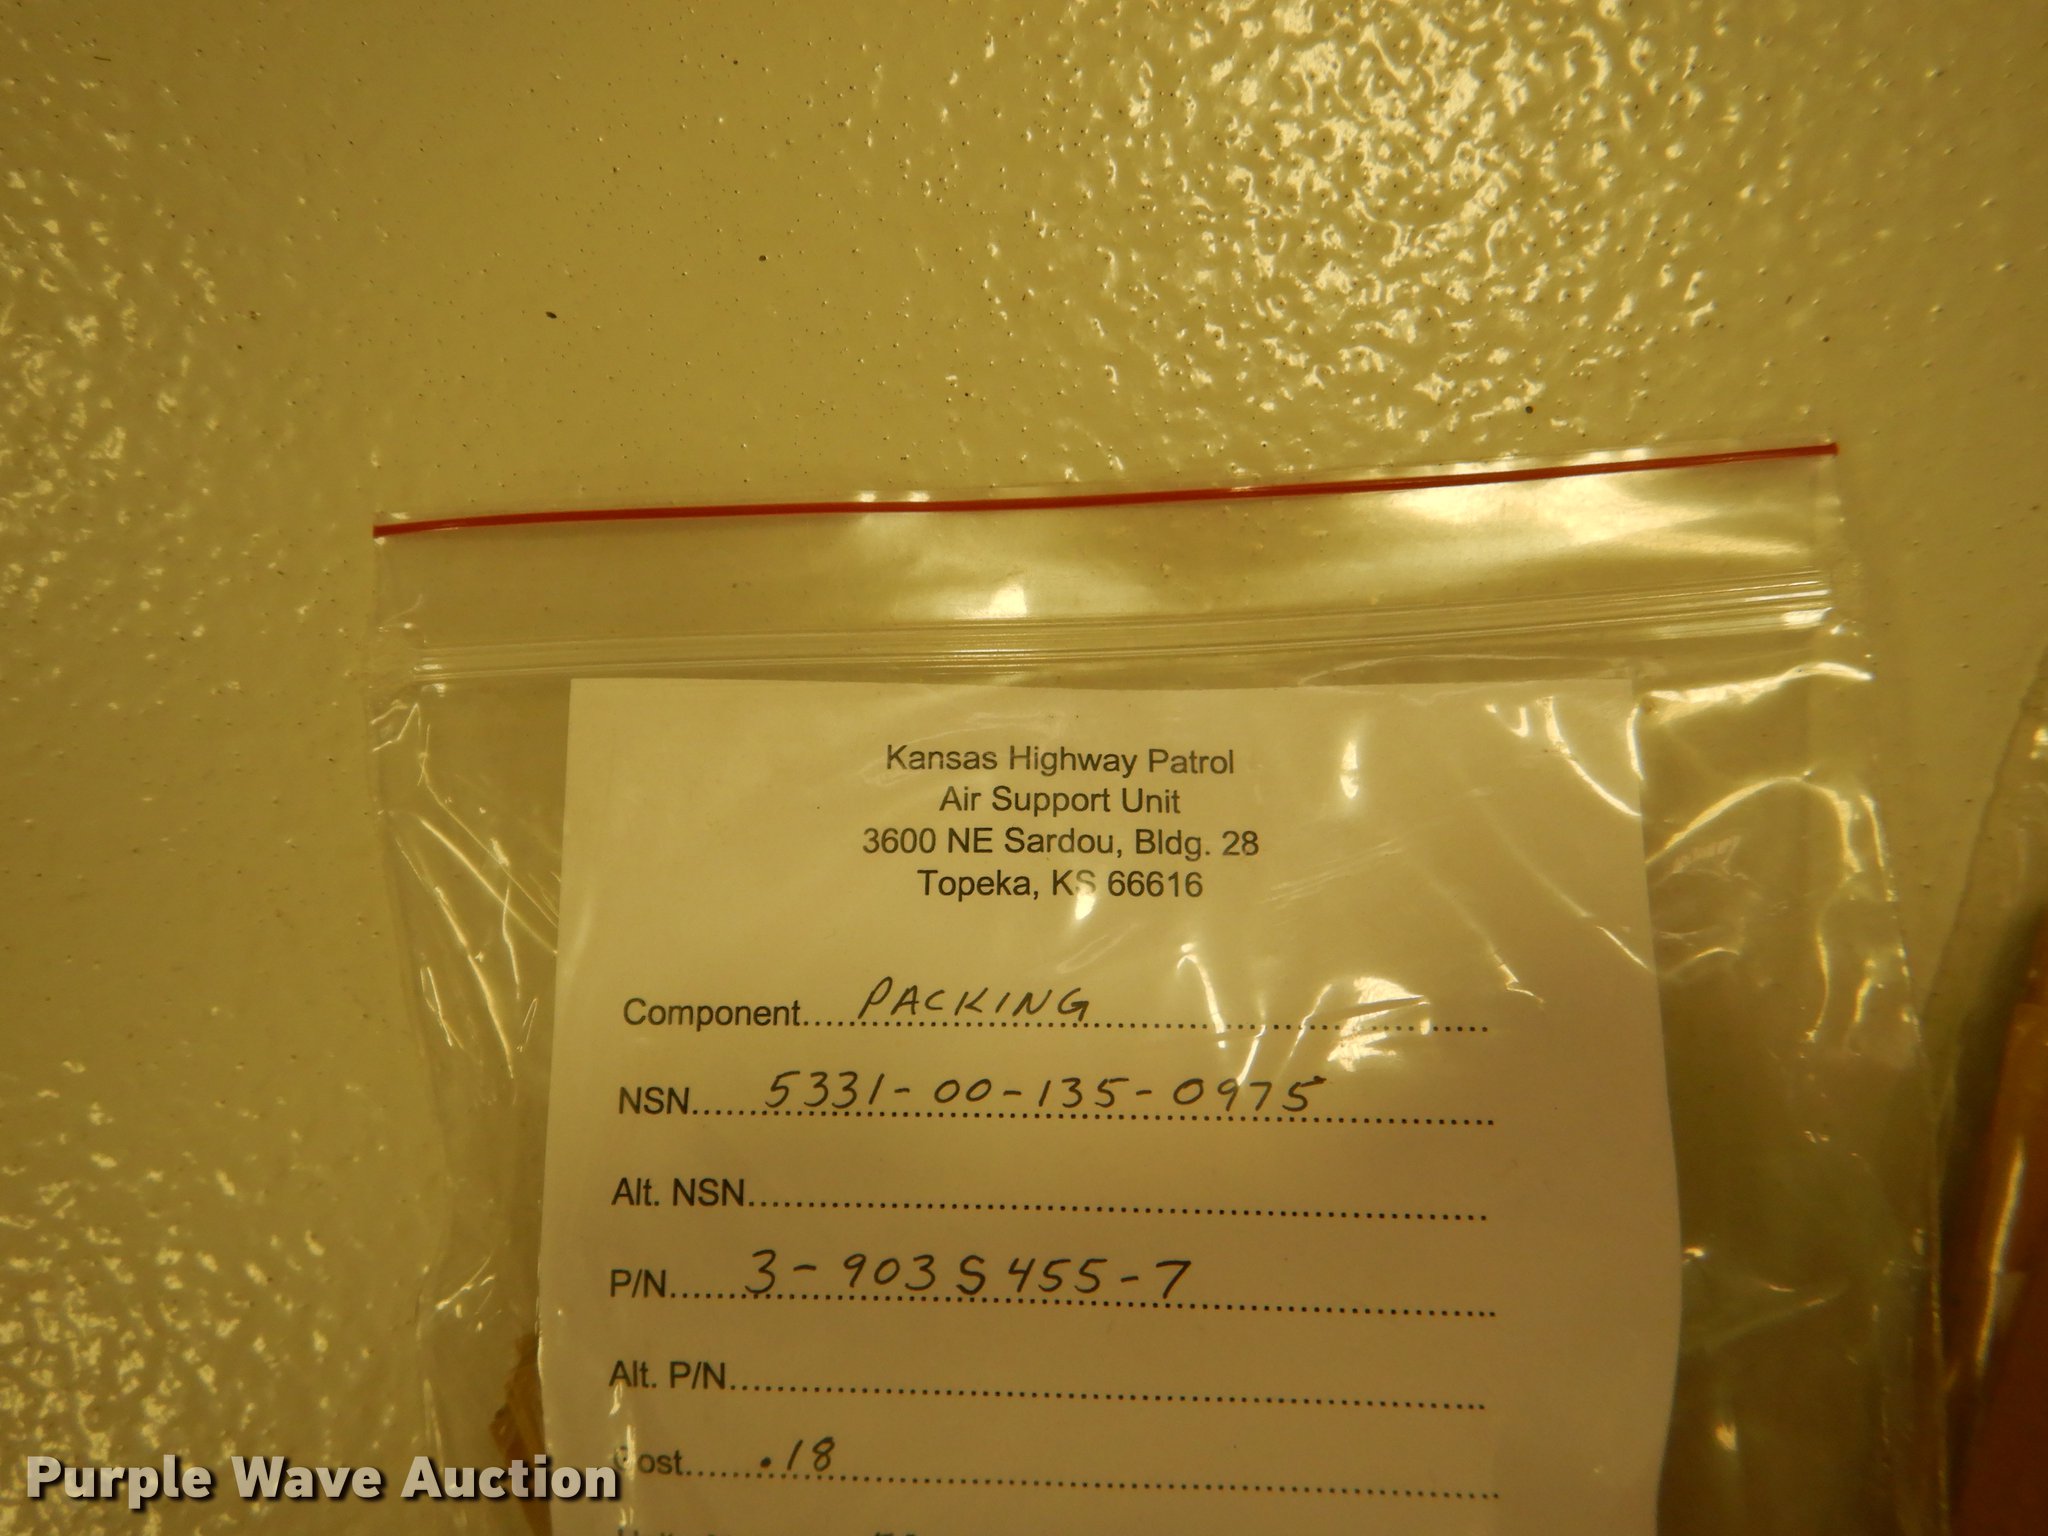 Kansas Highway Patrol
Air Support Unit
3600 NE Sardou, Bldg. 28
Topeka, KS 66616
Component....PACKING..............................
NSN......5331-00-135-0975..............................
Alt. NSN............................................................
P/N......3-903S455-7..............................
Alt. P/N............................................................
Cost......18............................................................
Purple Wave Auction